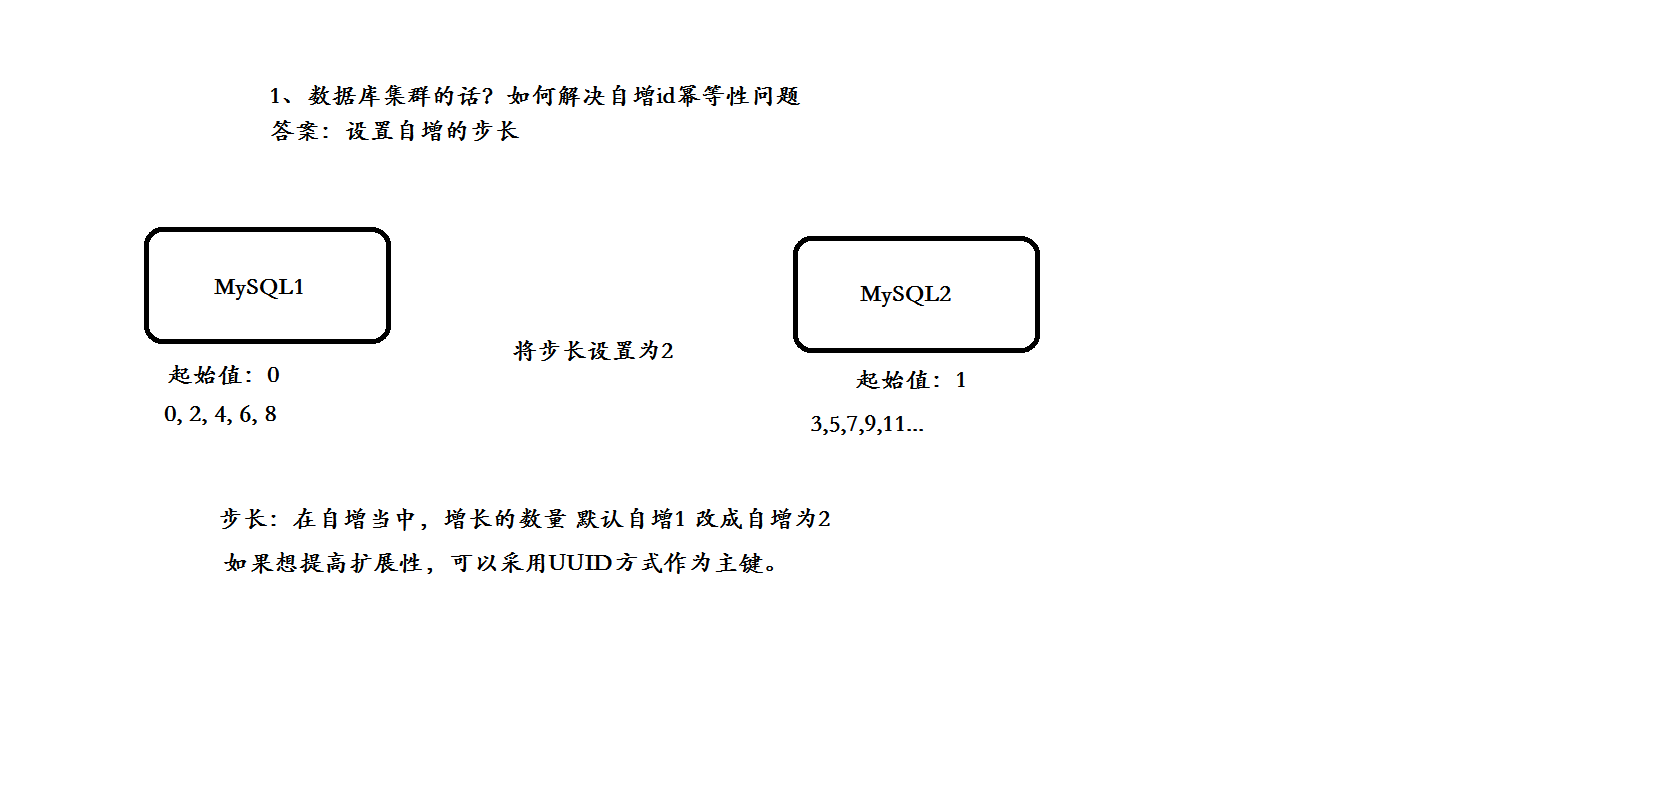 1、数据库集群的话？如何解决自增id幂等性问题
答案：设置自增的步长
MySQL1
MySQL2
将步长设置为2
起始值：0
起始值：1
0, 2, 4, 6, 8
3,5,7,9,11...
步长：在自增当中，增长的数量 默认自增1 改成自增为2
如果想提高扩展性，可以采用UUID方式作为主键。